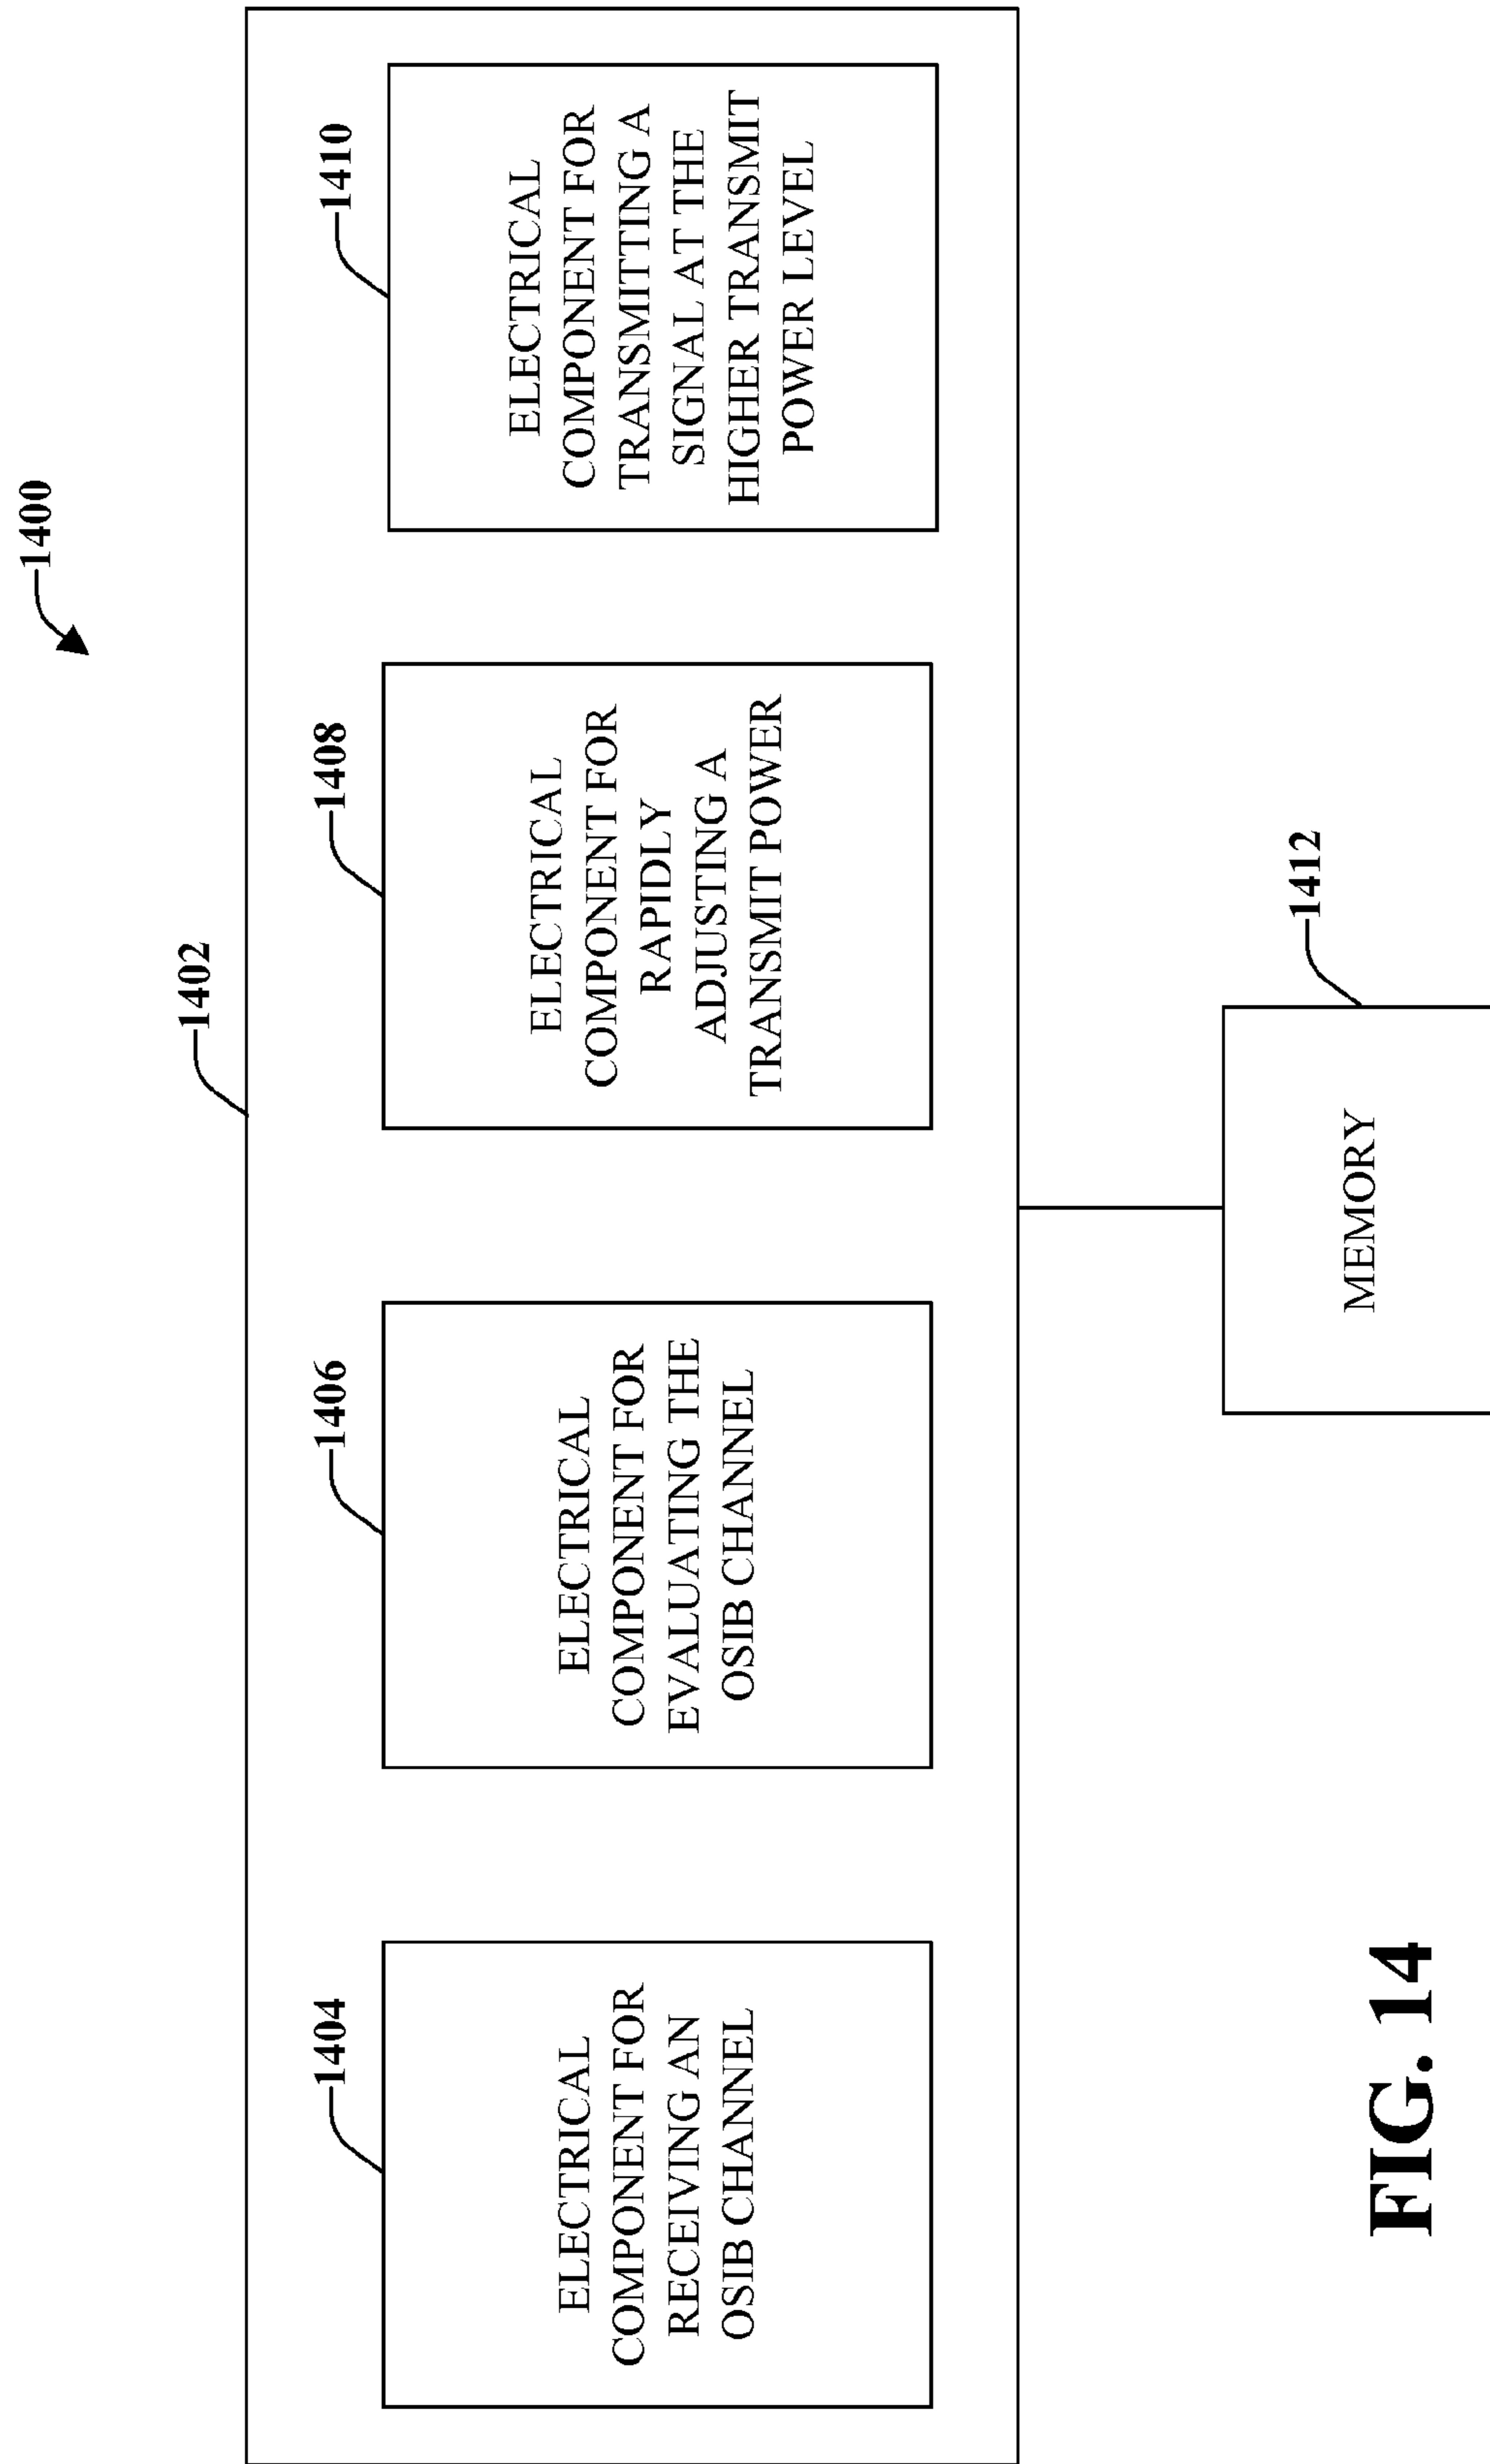 1400
1402
1404
ELECTRICAL
COMPONENT FOR
RECEIVING AN
OSIB CHANNEL
1406
ELECTRICAL
COMPONENT FOR
EVALUATING THE
OSIB CHANNEL
1408
ELECTRICAL
COMPONENT FOR
RAPIDLY
ADJUSTING A
TRANSMIT POWER
1410
ELECTRICAL
COMPONENT FOR
TRANSMITTING A
SIGNAL AT THE
HIGHER TRANSMIT
POWER LEVEL
1412
MEMORY
FIG. 14